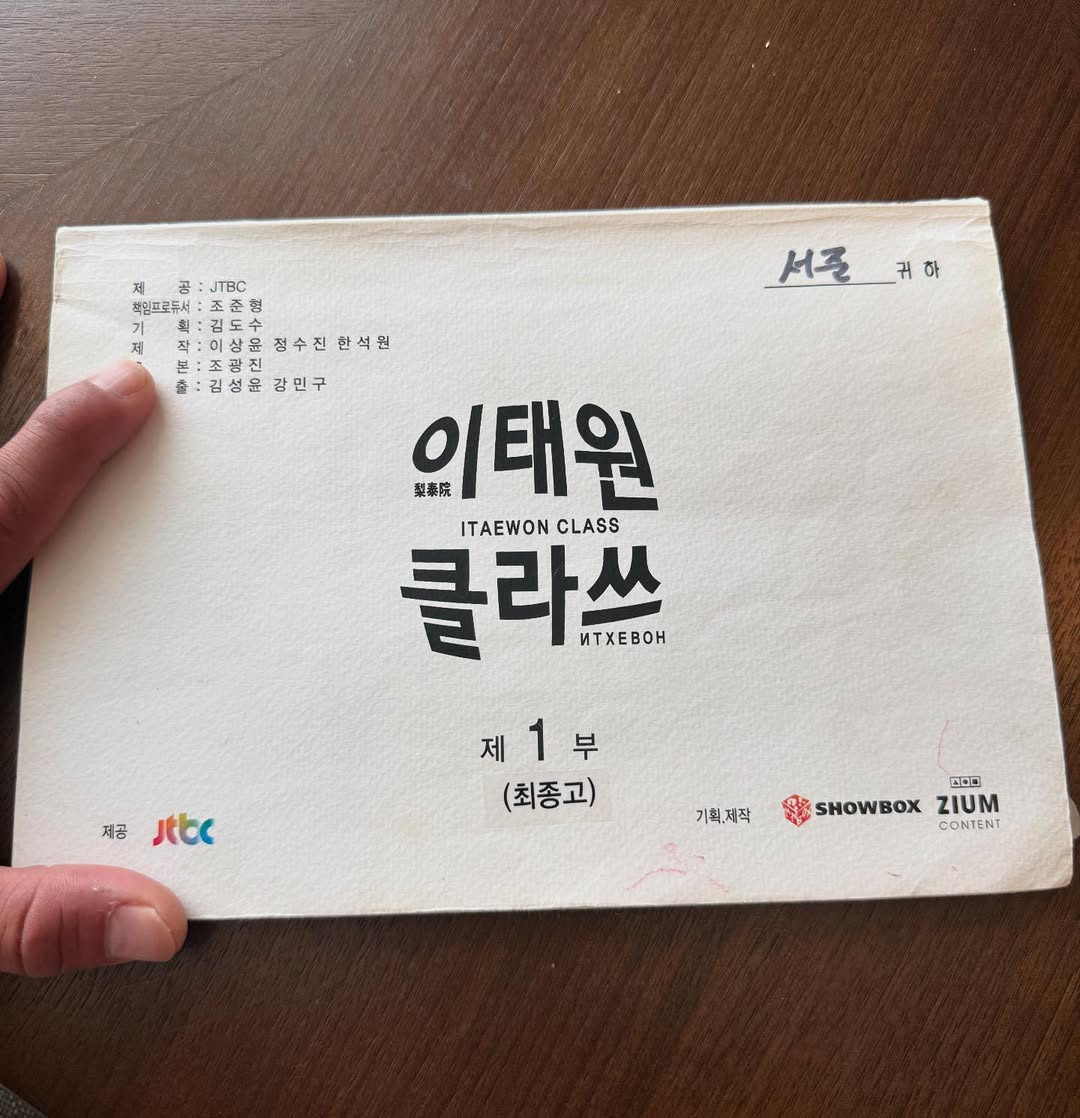 서준 귀하
제 공 : JTBC
책임프로듀서 : 조준형
기 획 : 김도수
제 작 : 이상윤 정수진 한석원
본 : 조광진
출 : 김성윤 강민구
이태원
梨泰院
ITAEWON CLASS
클라쓰
ИТХЕВОН
제 1 부
(최종고)
제공 jtbc
기획.제작 SHOWBOX ZIUM
CONTENT